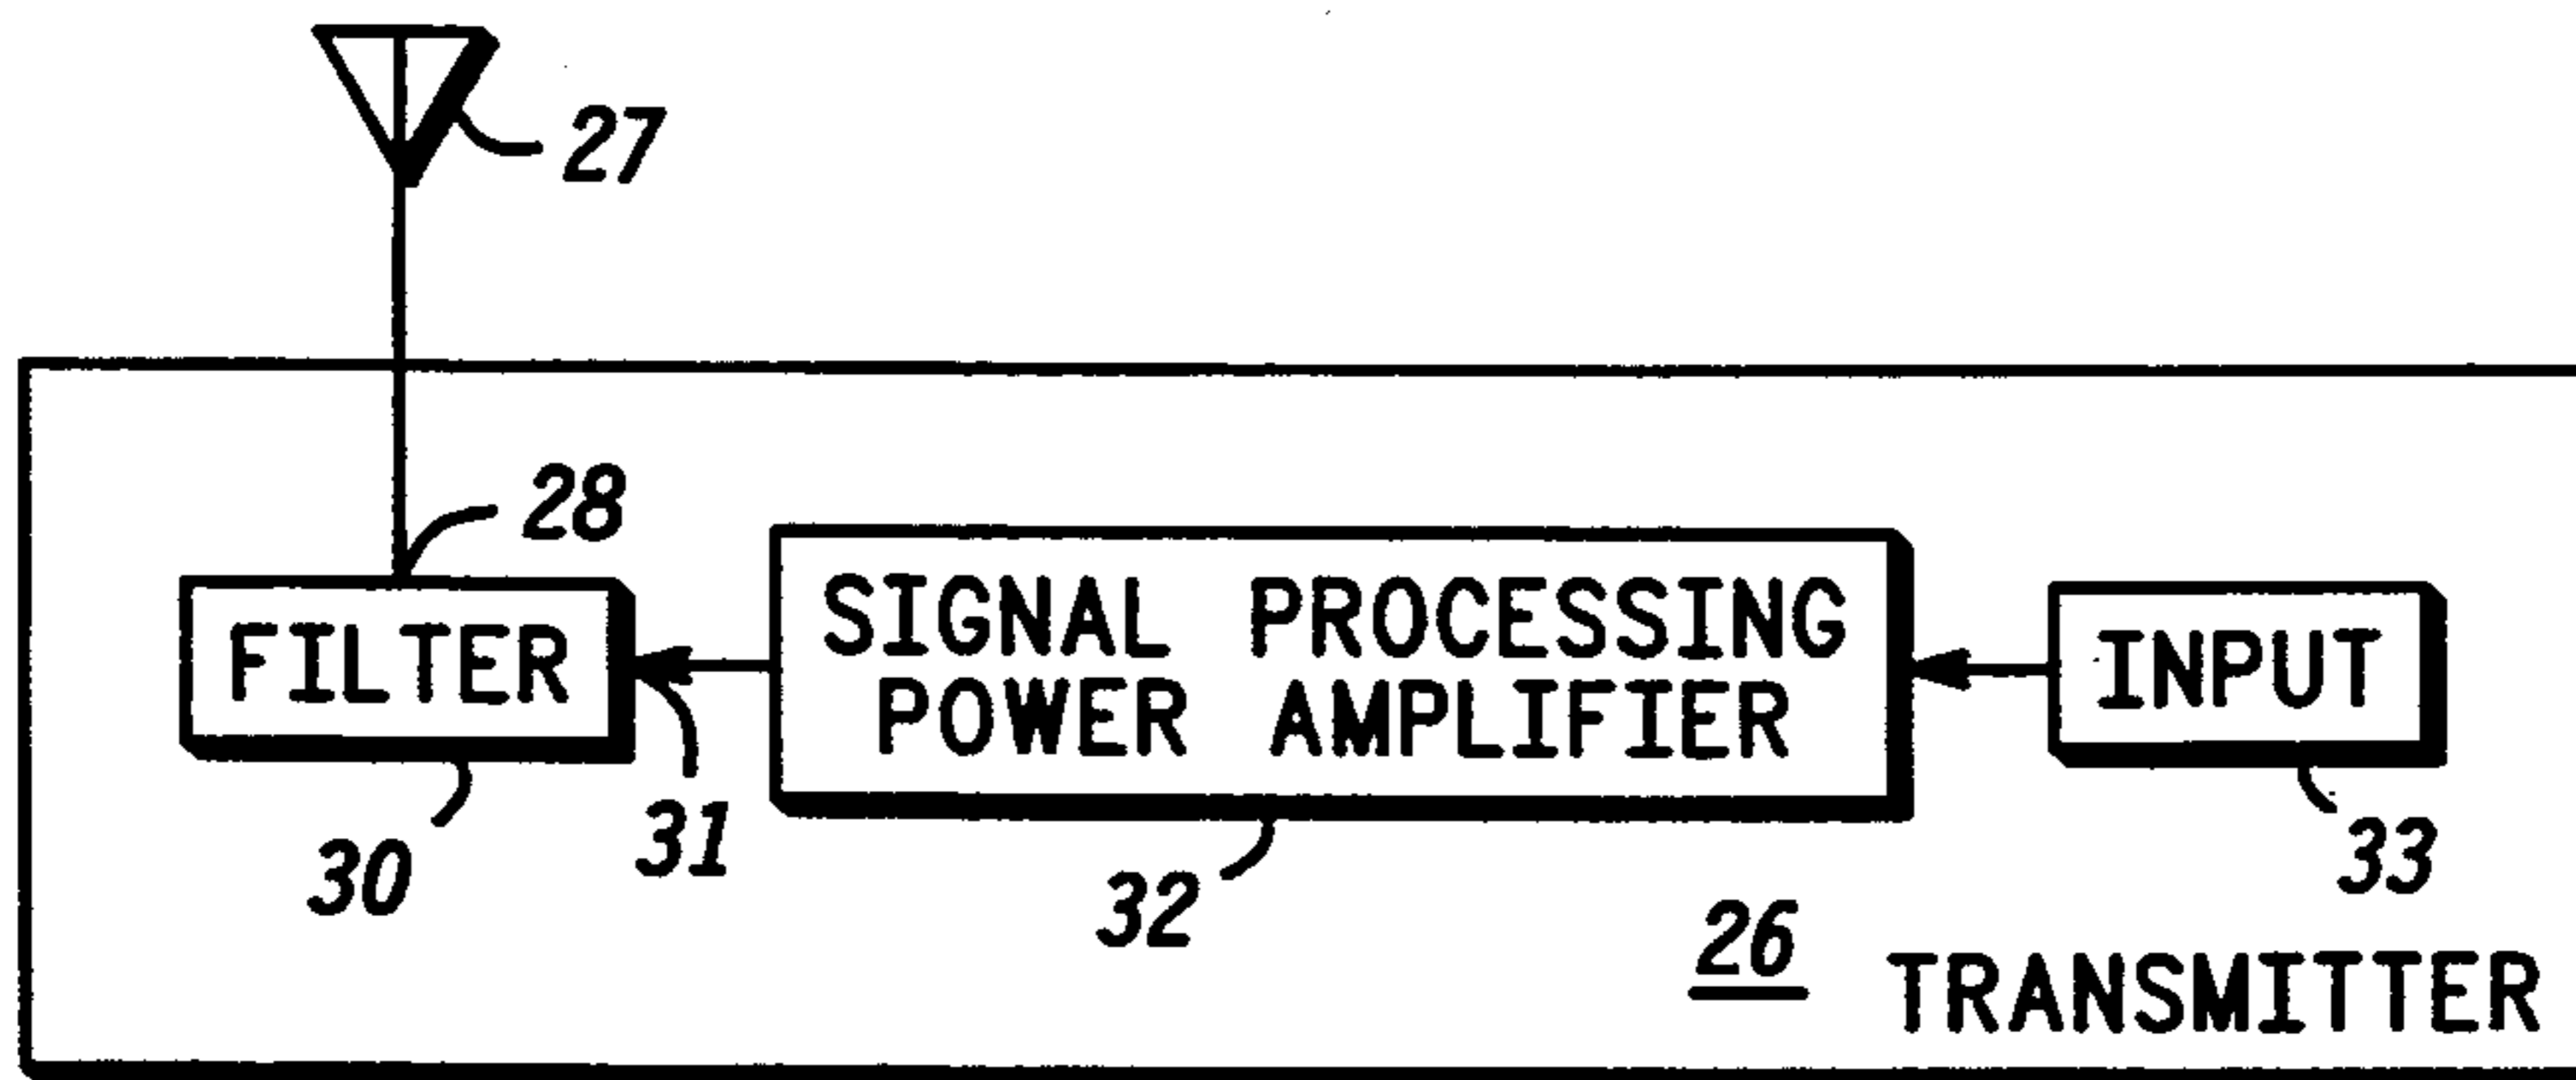 27
28
FILTER
SIGNAL PROCESSING
POWER AMPLIFIER
INPUT
30
31
32
33
26
TRANSMITTER